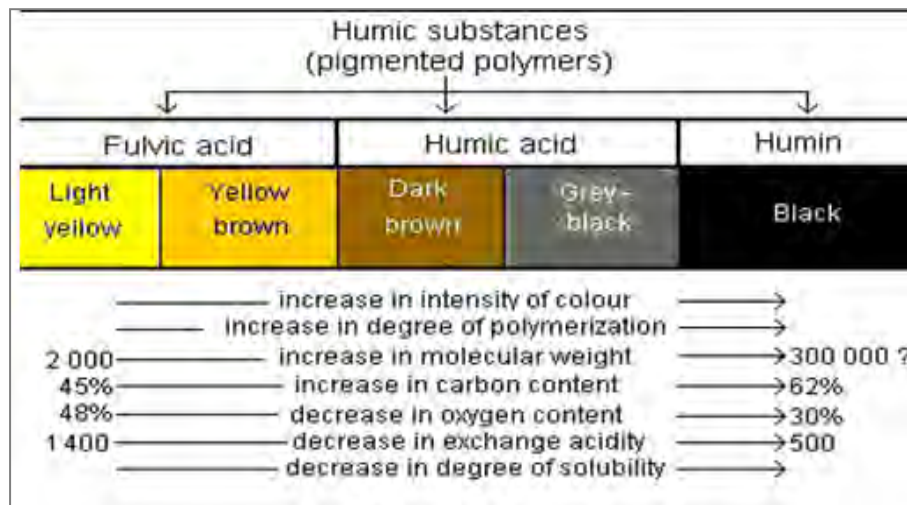 Humic substances
(pigmented polymers)
Fulvic acid
Humic acid
Humin
Light
yellow
Yellow
brown
Dark
brown
Grey-
black
Black
increase in intensity of colour
increase in degree of polymerization
2 000 increase in molecular weight 300 000 ?
45% increase in carbon content 62%
48% decrease in oxygen content 30%
1 400 decrease in exchange acidity 500
decrease in degree of solubility